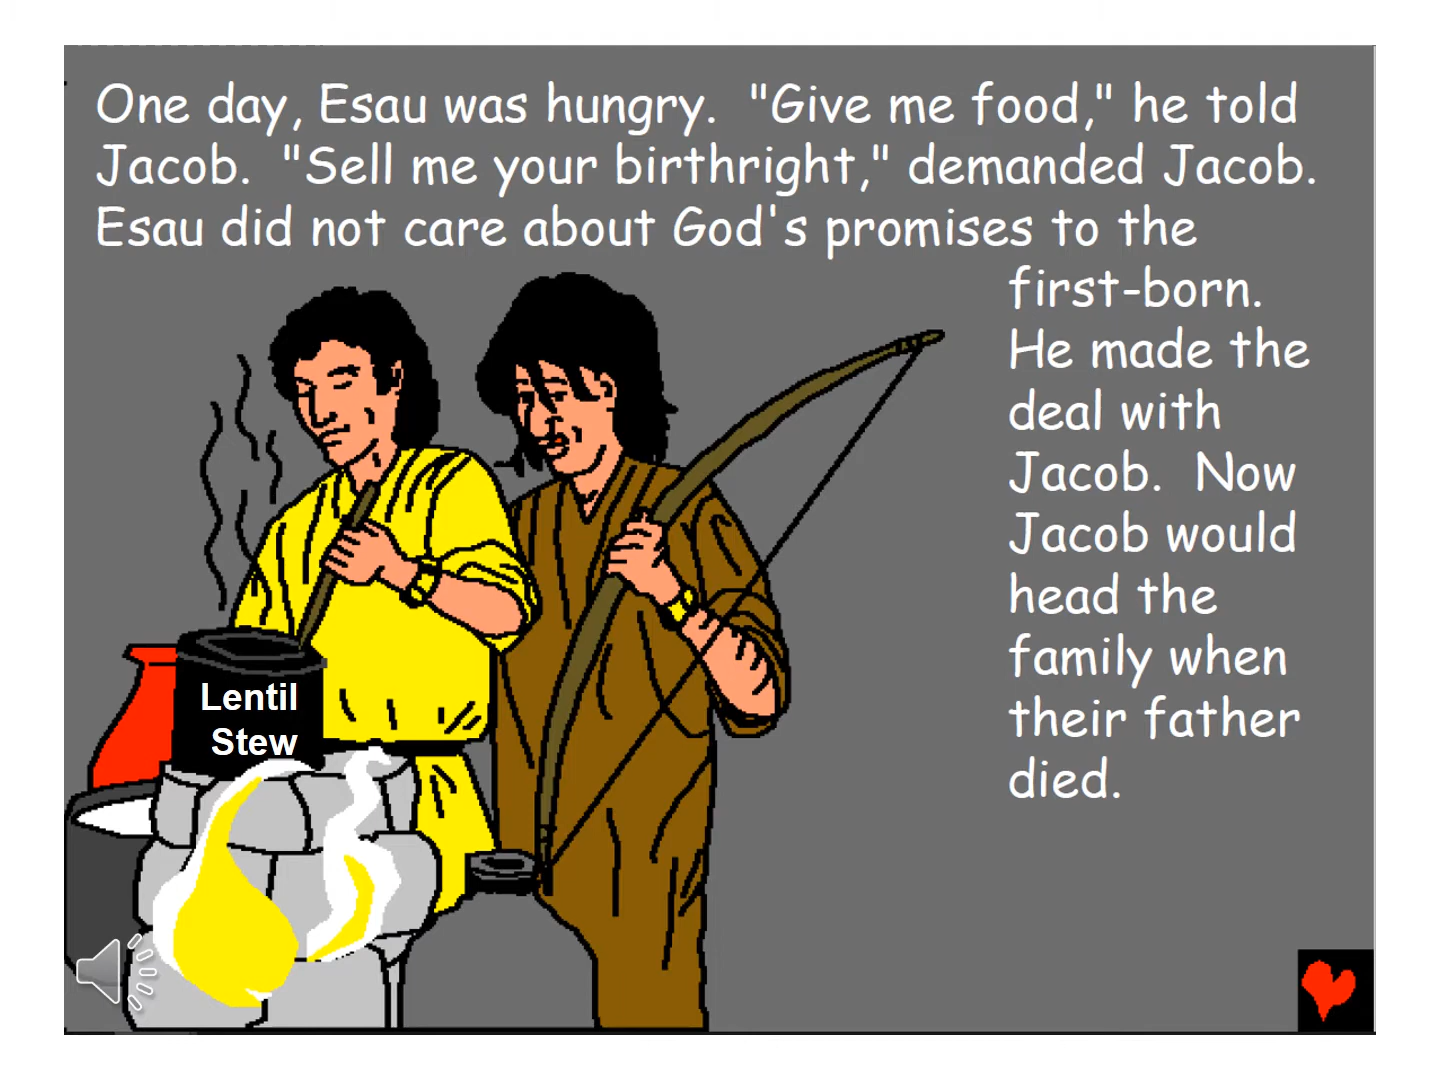 One day, Esau was hungry.  "Give me food," he told
Jacob.  "Sell me your birthright," demanded Jacob.
Esau did not care about God's promises to the
first-born.
He made the
deal with
Jacob.  Now
Jacob would
head the
family when
their father
died.
Lentil
Stew